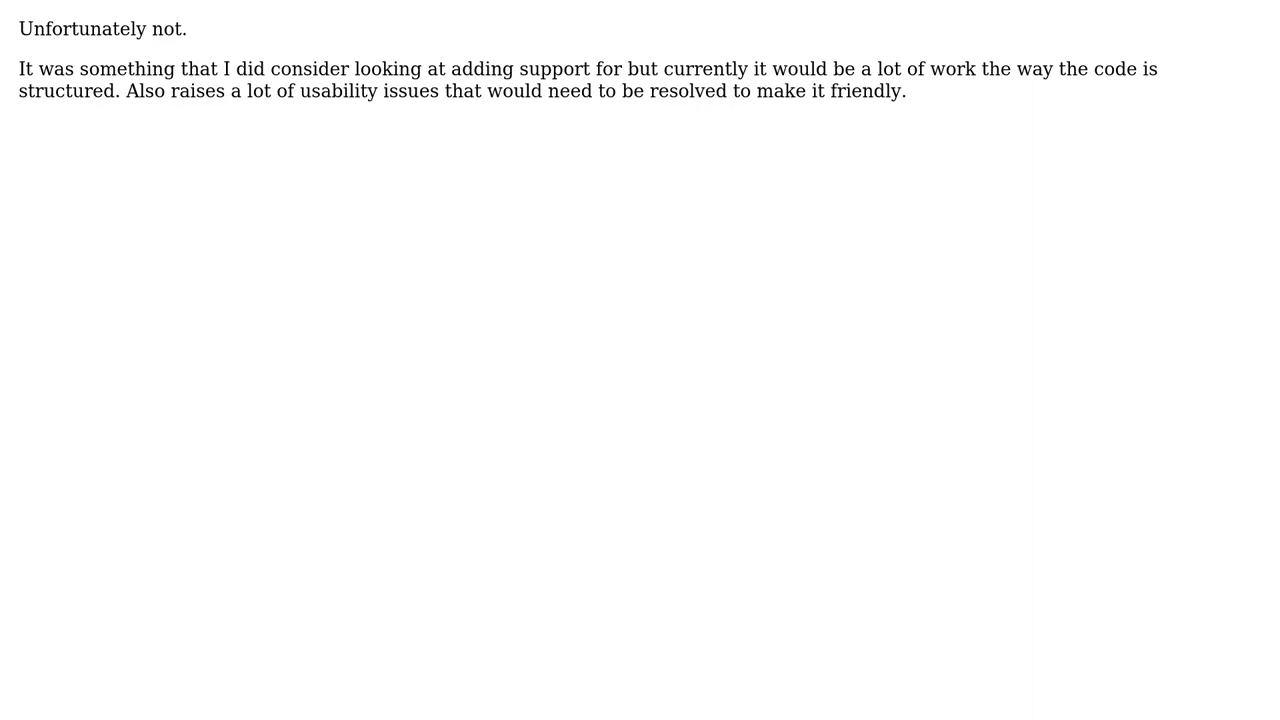 Unfortunately not.
It was something that I did consider looking at adding support for but currently it would be a lot of work the way the code is
structured. Also raises a lot of usability issues that would need to be resolved to make it friendly.